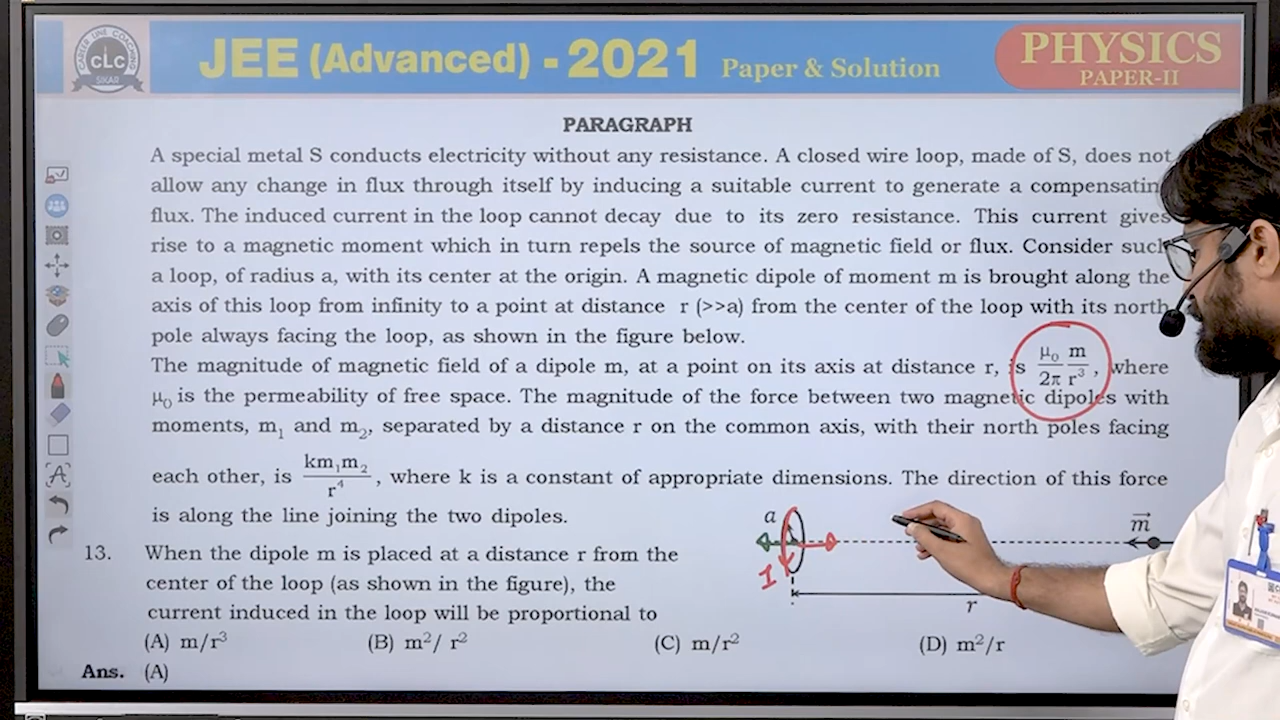 CAREER LINE COACHING
CLC
SIKAR
JEE (Advanced) - 2021 Paper & Solution
PHYSICS
PAPER-II
PARAGRAPH
A special metal S conducts electricity without any resistance. A closed wire loop, made of S, does not
allow any change in flux through itself by inducing a suitable current to generate a compensatin
flux. The induced current in the loop cannot decay due to its zero resistance. This current gives
rise to a magnetic moment which in turn repels the source of magnetic field or flux. Consider such
a loop, of radius a, with its center at the origin. A magnetic dipole of moment m is brought along the
axis of this loop from infinity to a point at distance r (>>a) from the center of the loop with its north
pole always facing the loop, as shown in the figure below.
The magnitude of magnetic field of a dipole m, at a point on its axis at distance r, is μ₀/2π m/r³, where
μ₀ is the permeability of free space. The magnitude of the force between two magnetic dipoles with
moments, m₁ and m₂, separated by a distance r on the common axis, with their north poles facing
each other, is km₁m₂/r⁴, where k is a constant of appropriate dimensions. The direction of this force
is along the line joining the two dipoles.
a
m⃗
I
r
13. When the dipole m is placed at a distance r from the
center of the loop (as shown in the figure), the
current induced in the loop will be proportional to
(A) m/r³ (B) m²/ r² (C) m/r² (D) m²/r
Ans. (A)